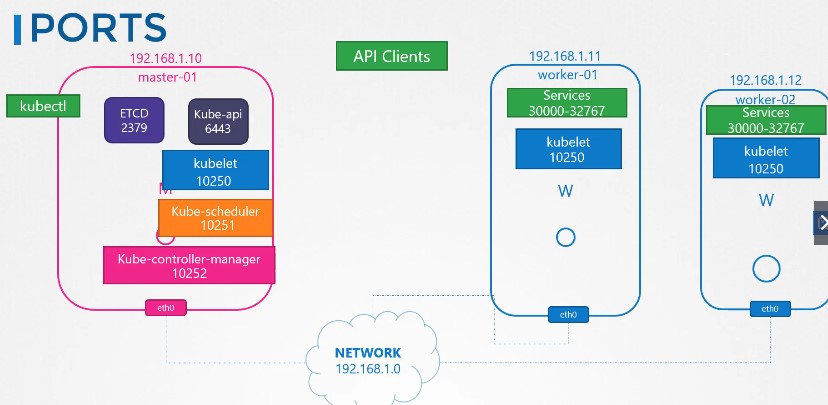 PORTS
192.168.1.10
master-01
kubectl
ETCD
2379
Kube-api
6443
kubelet
10250
M
Kube-scheduler
10251
Kube-controller-manager
10252
eth0
API Clients
192.168.1.11
worker-01
Services
30000-32767
kubelet
10250
W
eth0
192.168.1.12
worker-02
Services
30000-32767
kubelet
10250
W
eth0
NETWORK
192.168.1.0